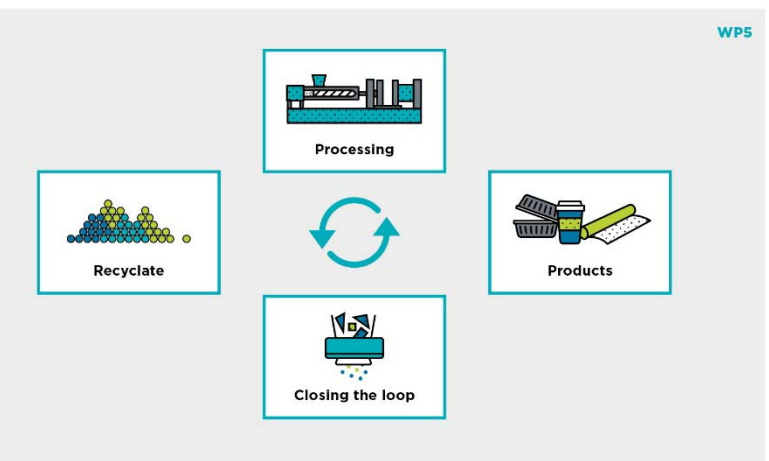 WP5
Processing
Recyclate
Products
Closing the loop